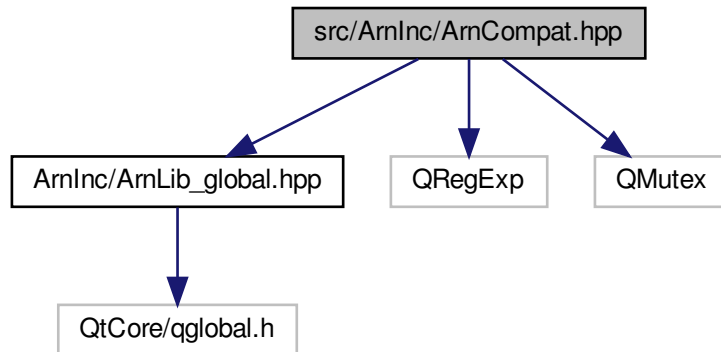 src/ArnInc/ArnCompat.hpp
ArnInc/ArnLib_global.hpp
QRegExp
QMutex
QtCore/qglobal.h